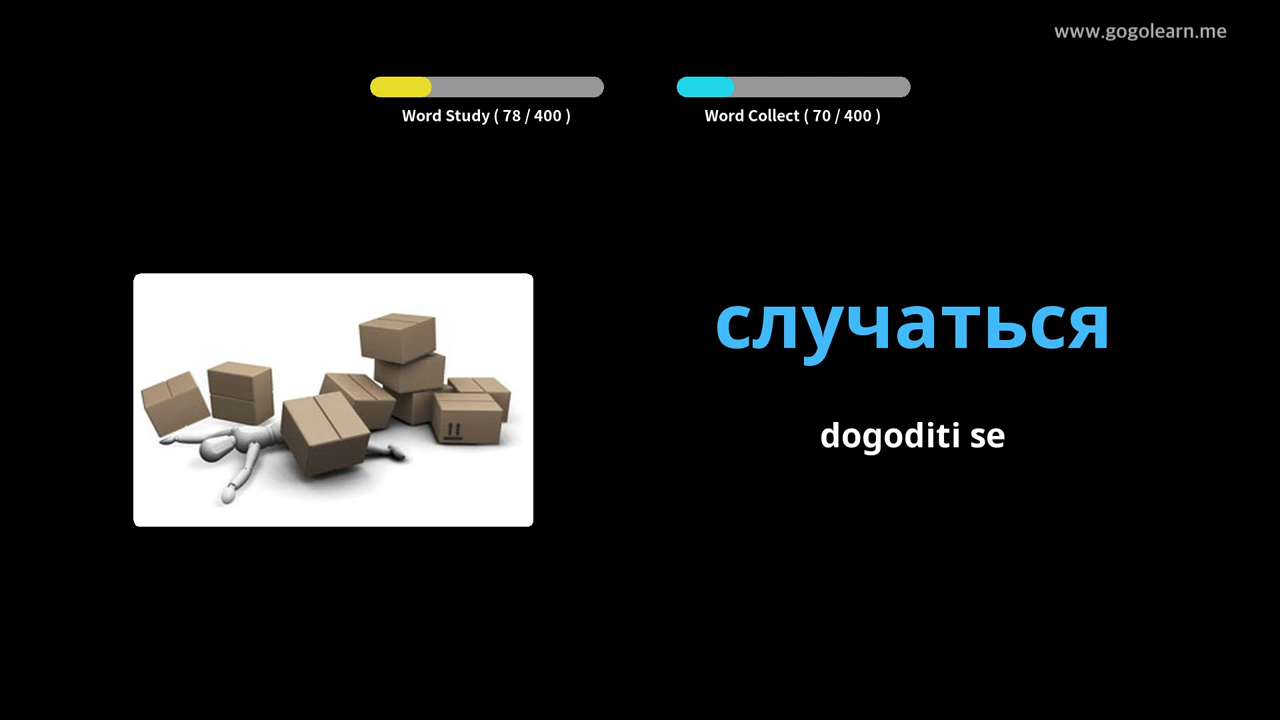 www.gogolearn.me
Word Study ( 78 / 400 )
Word Collect ( 70 / 400 )
случаться
dogoditi se